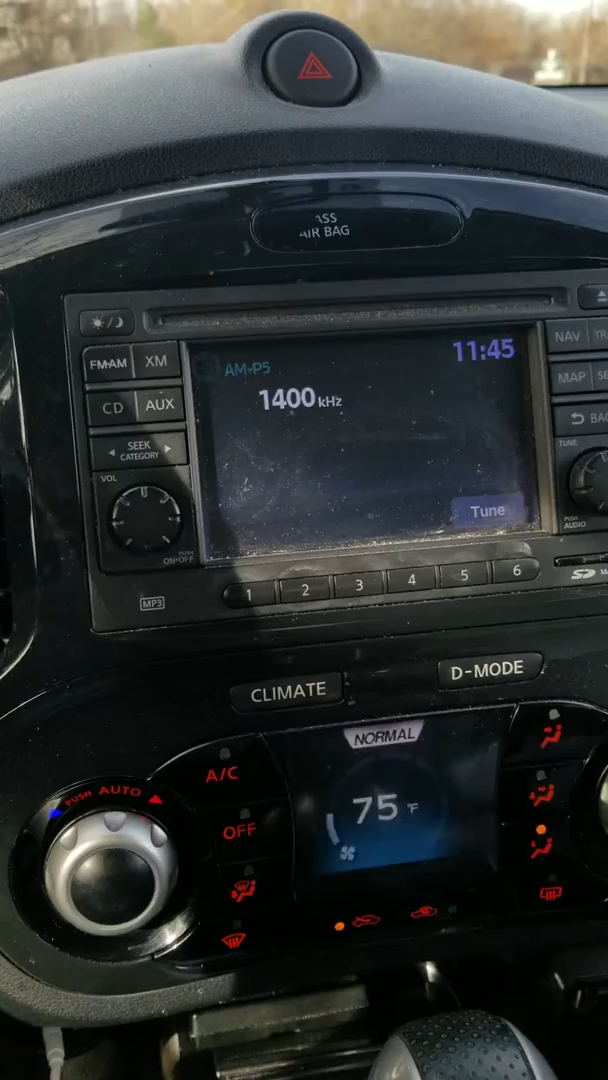 ASS
AIR BAG
FM·AM
XM
CD
AUX
SEEK
CATEGORY
VOL
PUSH
ON•OFF
MP3
AM-P5
11:45
1400 kHz
Tune
NAV
MAP
TUNE
PUSH
AUDIO
SD
1 2 3 4 5 6
CLIMATE
D-MODE
NORMAL
75 °F
PUSH AUTO
A/C
OFF